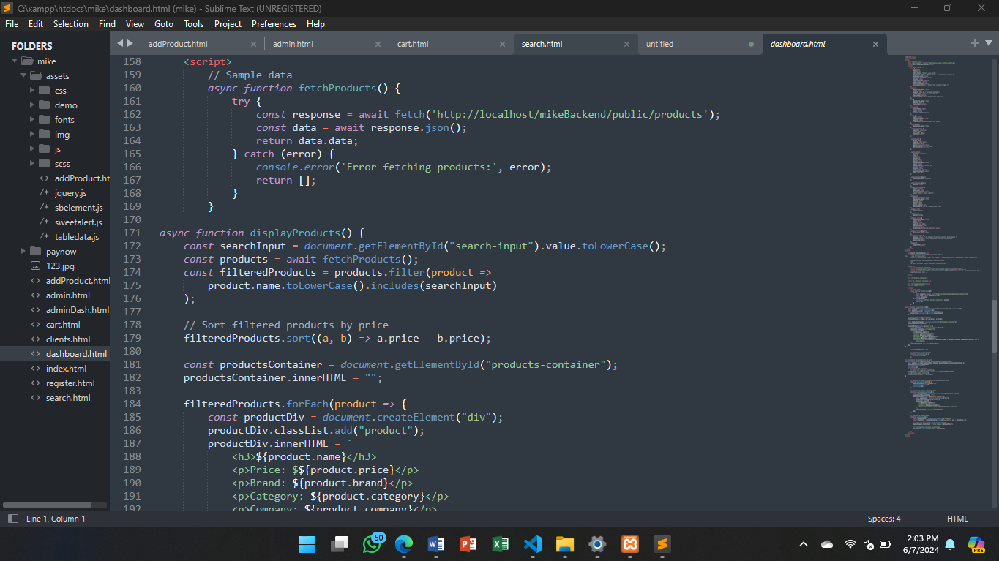 C:\xampp\htdocs\mike\dashboard.html (mike) - Sublime Text (UNREGISTERED)
File Edit Selection Find View Goto Tools Project Preferences Help
FOLDERS
mike
assets
css
demo
fonts
img
js
scss
addProduct.ht
jquery.js
sbelement.js
sweetalert.js
tabledata.js
paynow
123.jpg
addProduct.html
admin.html
adminDash.html
cart.html
clients.html
dashboard.html
index.html
register.html
search.html
addProduct.html admin.html cart.html search.html untitled dashboard.html
158 <script>
159 // Sample data
160 async function fetchProducts() {
161 try {
162 const response = await fetch('http://localhost/mikeBackend/public/products');
163 const data = await response.json();
164 return data.data;
165 } catch (error) {
166 console.error('Error fetching products:', error);
167 return [];
168 }
169 }
170
171 async function displayProducts() {
172 const searchInput = document.getElementById("search-input").value.toLowerCase();
173 const products = await fetchProducts();
174 const filteredProducts = products.filter(product =>
175 product.name.toLowerCase().includes(searchInput)
176 );
177
178 // Sort filtered products by price
179 filteredProducts.sort((a, b) => a.price - b.price);
180
181 const productsContainer = document.getElementById("products-container");
182 productsContainer.innerHTML = "";
183
184 filteredProducts.forEach(product => {
185 const productDiv = document.createElement("div");
186 productDiv.classList.add("product");
187 productDiv.innerHTML = `
188 <h3>${product.name}</h3>
189 <p>Price: $${product.price}</p>
190 <p>Brand: ${product.brand}</p>
191 <p>Category: ${product.category}</p>
192 <p>Company: ${product.company}</p>
Line 1, Column 1 Spaces: 4 HTML
50
2:03 PM
6/7/2024
PRE